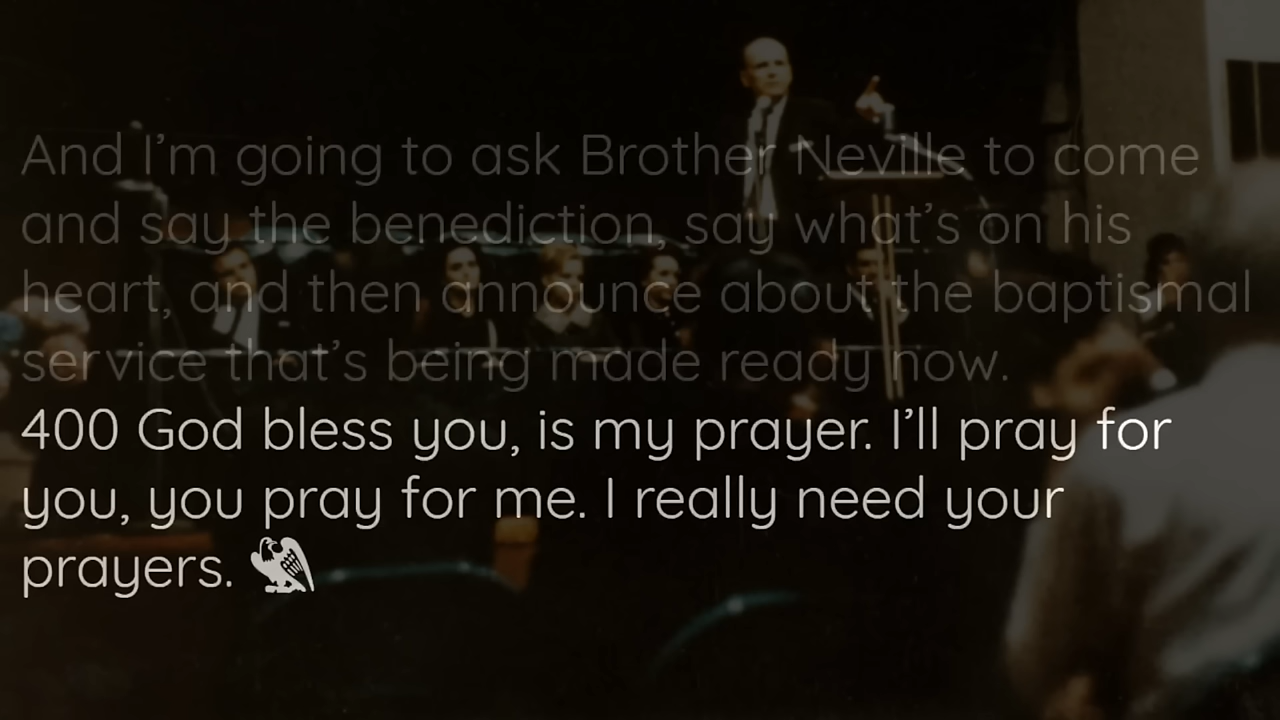 And I’m going to ask Brother Neville to come
and say the benediction, say what’s on his
heart, and then announce about the baptismal
service that’s being made ready now.
400 God bless you, is my prayer. I’ll pray for
you, you pray for me. I really need your
prayers.